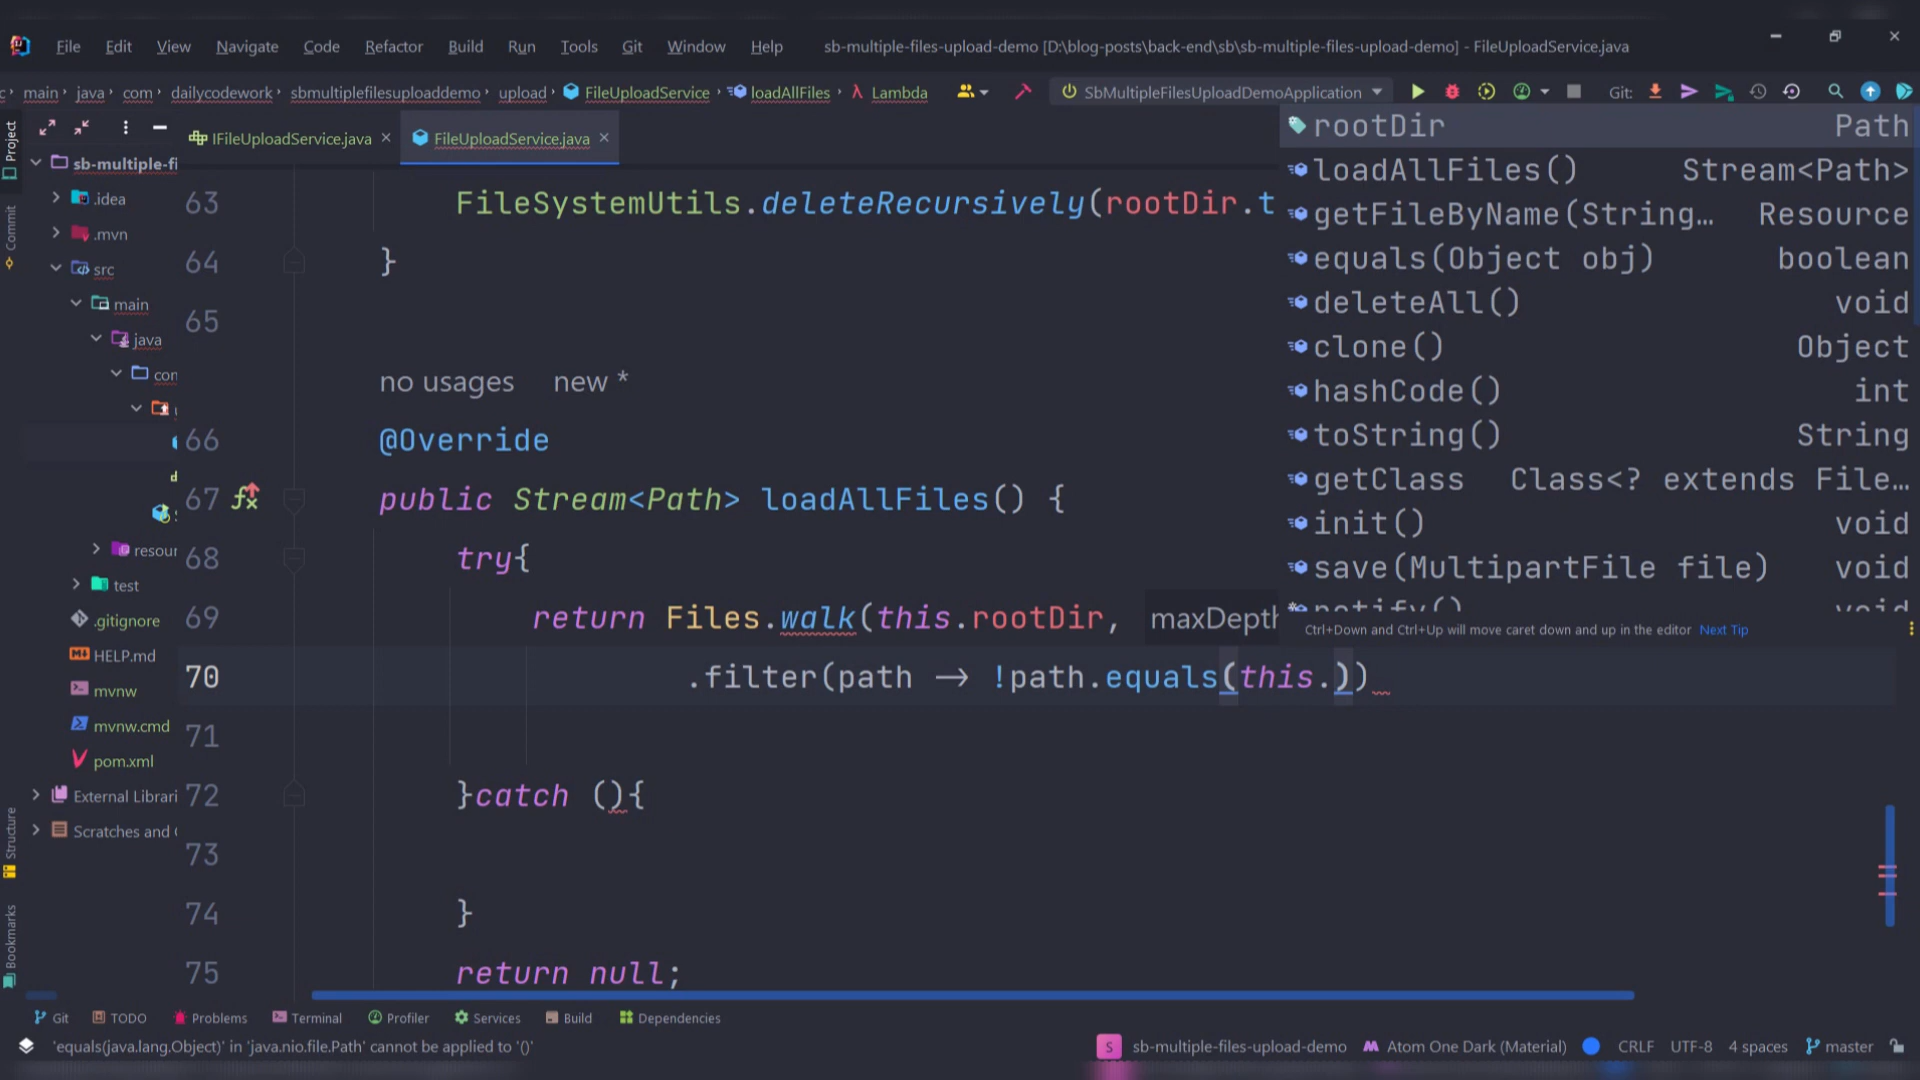 File Edit View Navigate Code Refactor Build Run Tools Git Window Help sb-multiple-files-upload-demo [D:\blog-posts\back-end\sb\sb-multiple-files-upload-demo] - FileUploadService.java
main java com dailycodework sbmultiplefilesuploaddemo upload FileUploadService loadAllFiles λ Lambda SbMultipleFilesUploadDemoApplication Git:
Project
IFileUploadService.java FileUploadService.java
sb-multiple-fi
.idea
.mvn
src
main
java
con
resour
test
.gitignore
HELP.md
mvnw
mvnw.cmd
pom.xml
External Librari
Scratches and
Commit
Structure
Bookmarks
63 FileSystemUtils.deleteRecursively(rootDir.t
64 }
65
no usages new *
66 @Override
67 public Stream<Path> loadAllFiles() {
68 try{
69 return Files.walk(this.rootDir, maxDepth
70 .filter(path -> !path.equals(this.))
71
72 }catch (){
73
74 }
75 return null;
rootDir Path
loadAllFiles() Stream<Path>
getFileByName(String… Resource
equals(Object obj) boolean
deleteAll() void
clone() Object
hashCode() int
toString() String
getClass Class<? extends File…
init() void
save(MultipartFile file) void
notify() void
Ctrl+Down and Ctrl+Up will move caret down and up in the editor Next Tip
Git TODO Problems Terminal Profiler Services Build Dependencies
'equals(java.lang.Object)' in 'java.nio.file.Path' cannot be applied to '()'
S sb-multiple-files-upload-demo Atom One Dark (Material) CRLF UTF-8 4 spaces master